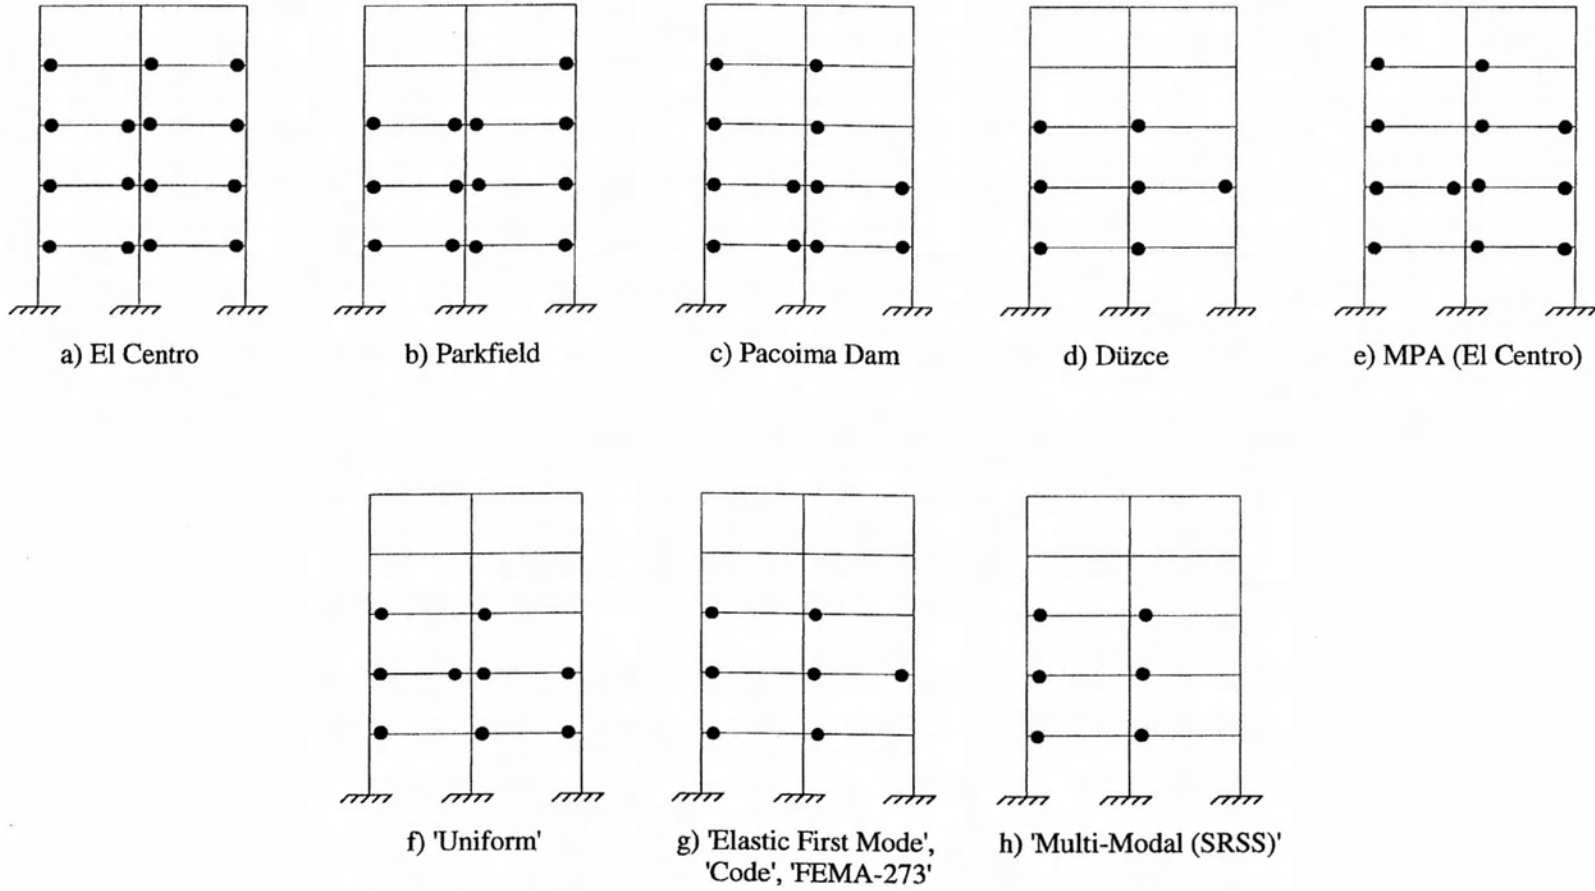 a) El Centro
b) Parkfield
c) Pacoima Dam
d) Düzce
e) MPA (El Centro)
f) 'Uniform'
g) 'Elastic First Mode',
'Code', 'FEMA-273'
h) 'Multi-Modal (SRSS)'